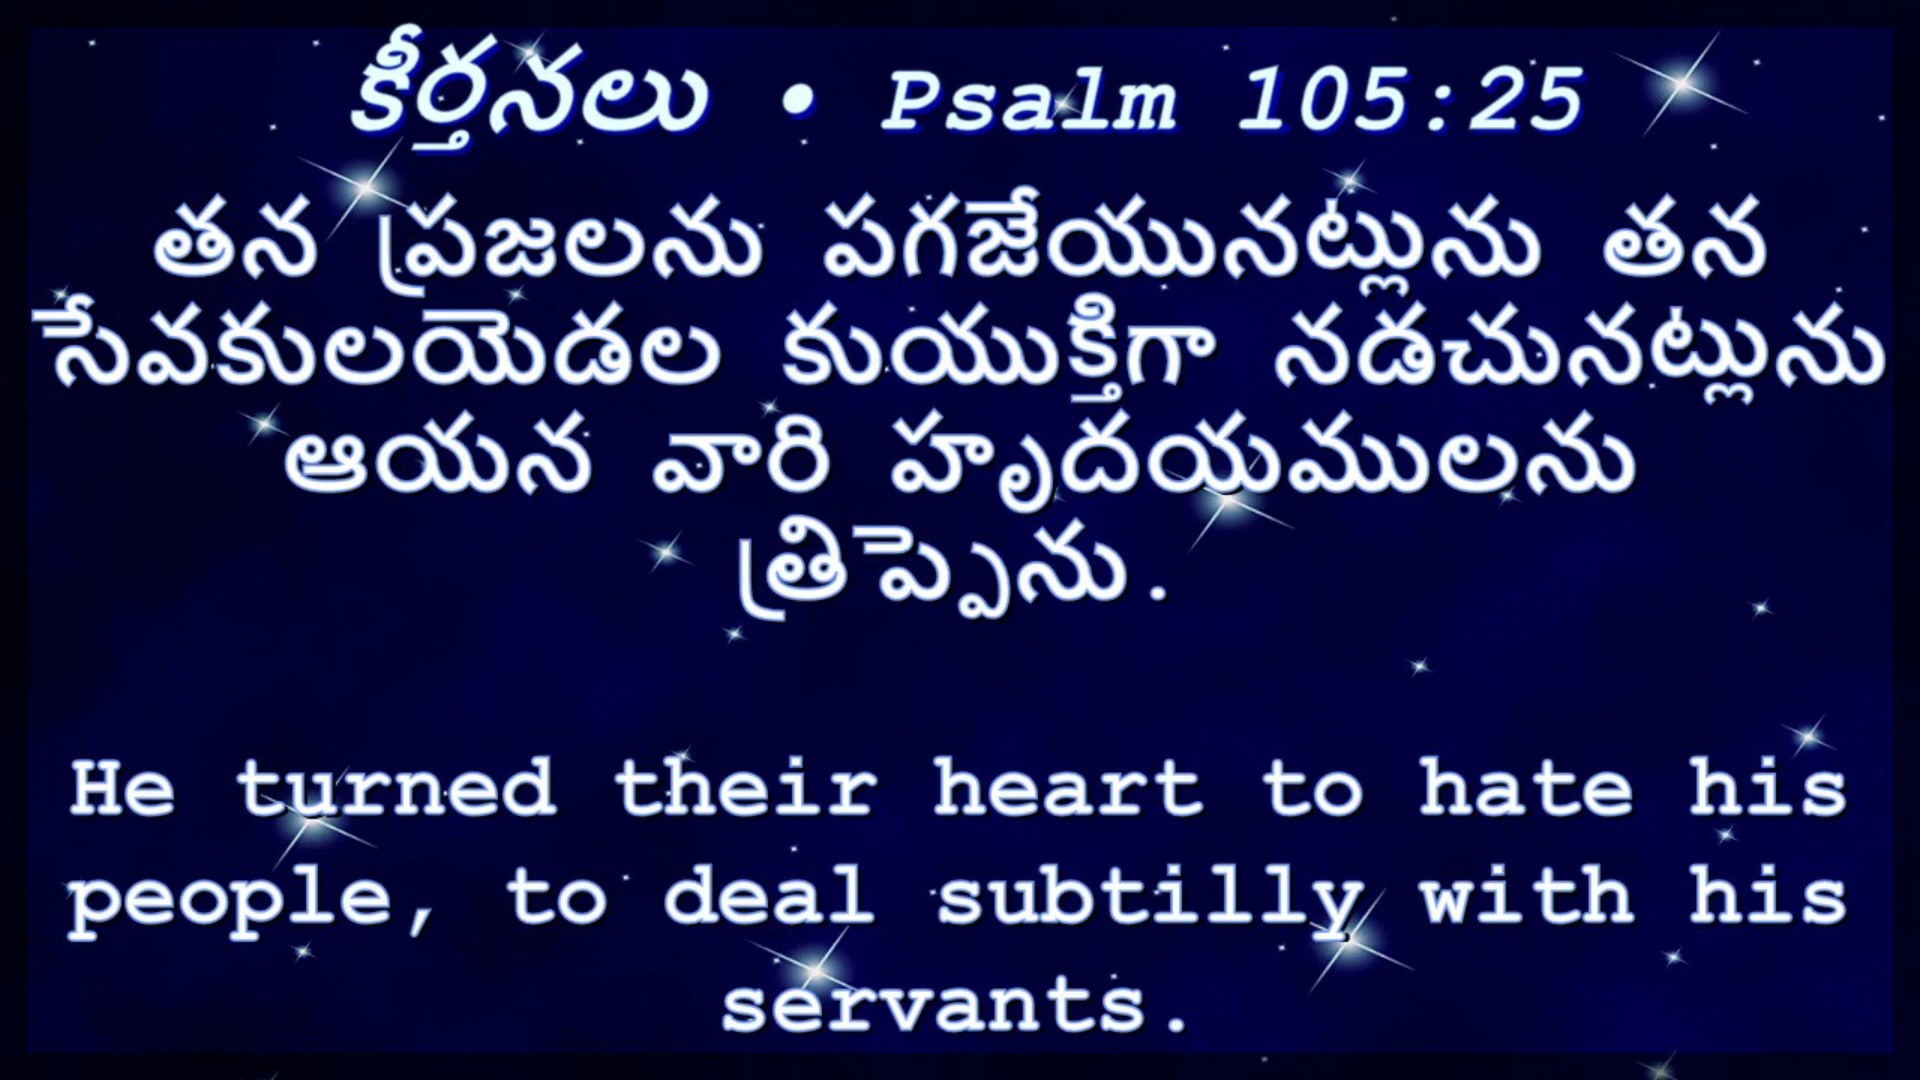 కీర్తనలు • Psalm 105:25
తన ప్రజలను పగజేయునట్లును తన
సేవకులయెడల కుయుక్తిగా నడచునట్లును
ఆయన వారి హృదయములను
త్రిప్పెను.
He turned their heart to hate his
people, to deal subtilly with his
servants.